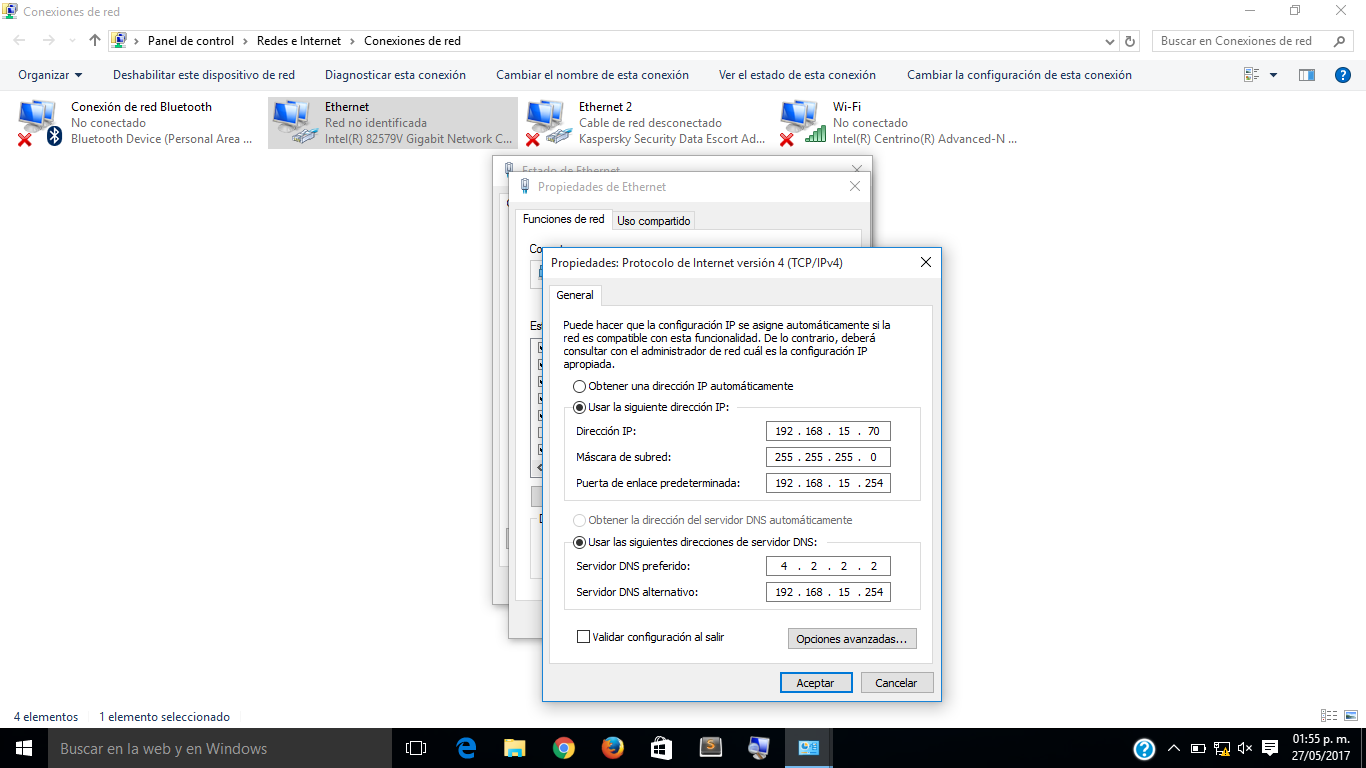 Conexiones de red
Panel de control > Redes e Internet > Conexiones de red
Buscar en Conexiones de red
Organizar
Deshabilitar este dispositivo de red
Diagnosticar esta conexión
Cambiar el nombre de esta conexión
Ver el estado de esta conexión
Cambiar la configuración de esta conexión
Conexión de red Bluetooth
No conectado
Bluetooth Device (Personal Area ...
Ethernet
Red no identificada
Intel(R) 82579V Gigabit Network C...
Ethernet 2
Cable de red desconectado
Kaspersky Security Data Escort Ad...
Wi-Fi
No conectado
Intel(R) Centrino(R) Advanced-N ...
Estado de Ethernet
Propiedades de Ethernet
Funciones de red
Uso compartido
Propiedades: Protocolo de Internet versión 4 (TCP/IPv4)
General
Puede hacer que la configuración IP se asigne automáticamente si la
red es compatible con esta funcionalidad. De lo contrario, deberá
consultar con el administrador de red cuál es la configuración IP
apropiada.
Obtener una dirección IP automáticamente
Usar la siguiente dirección IP:
Dirección IP: 192 . 168 . 15 . 70
Máscara de subred: 255 . 255 . 255 . 0
Puerta de enlace predeterminada: 192 . 168 . 15 . 254
Obtener la dirección del servidor DNS automáticamente
Usar las siguientes direcciones de servidor DNS:
Servidor DNS preferido: 4 . 2 . 2 . 2
Servidor DNS alternativo: 192 . 168 . 15 . 254
Validar configuración al salir
Opciones avanzadas...
Aceptar
Cancelar
4 elementos
1 elemento seleccionado
Buscar en la web y en Windows
01:55 p. m.
27/05/2017